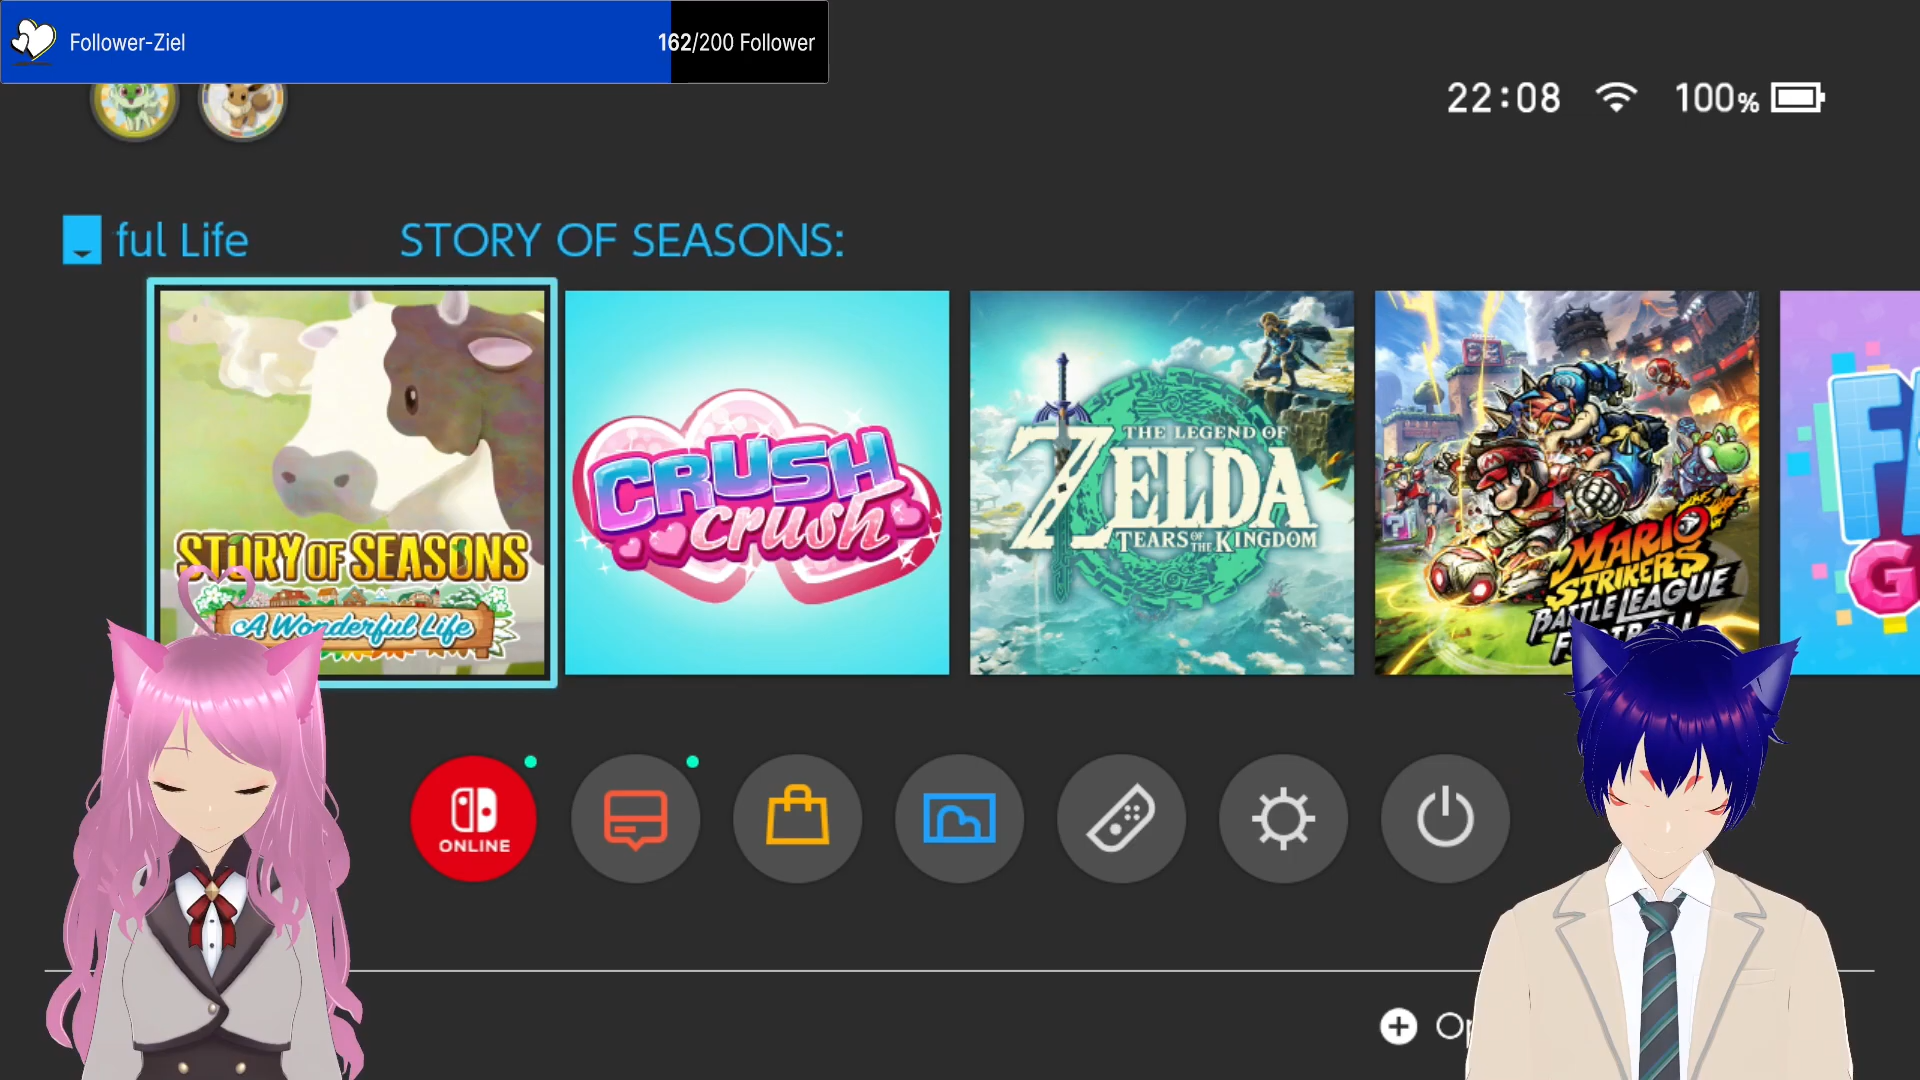 Follower-Ziel
162/200 Follower
22:08
100%
ful Life
STORY OF SEASONS:
STORY OF SEASONS
A Wonderful Life
CRUSH
crush
THE LEGEND OF
ZELDA
TEARS OF THE KINGDOM
MARIO
STRIKERS
BATTLE LEAGUE
FOOTBALL
ONLINE